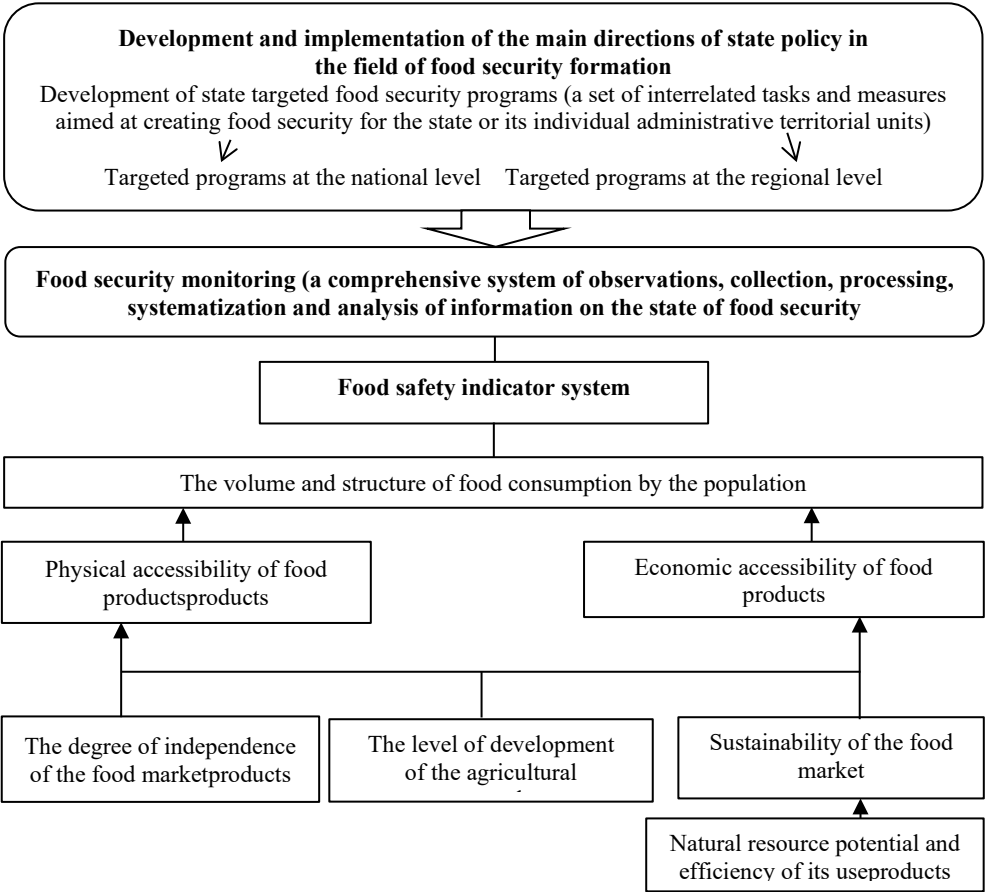 Development and implementation of the main directions of state policy in
the field of food security formation
Development of state targeted food security programs (a set of interrelated tasks and measures
aimed at creating food security for the state or its individual administrative territorial units)
Targeted programs at the national level
Targeted programs at the regional level
Food security monitoring (a comprehensive system of observations, collection, processing,
systematization and analysis of information on the state of food security
Food safety indicator system
The volume and structure of food consumption by the population
Physical accessibility of food
productsproducts
Economic accessibility of food
products
The degree of independence
of the food marketproducts
The level of development
of the agricultural
Sustainability of the food
market
Natural resource potential and
efficiency of its useproducts